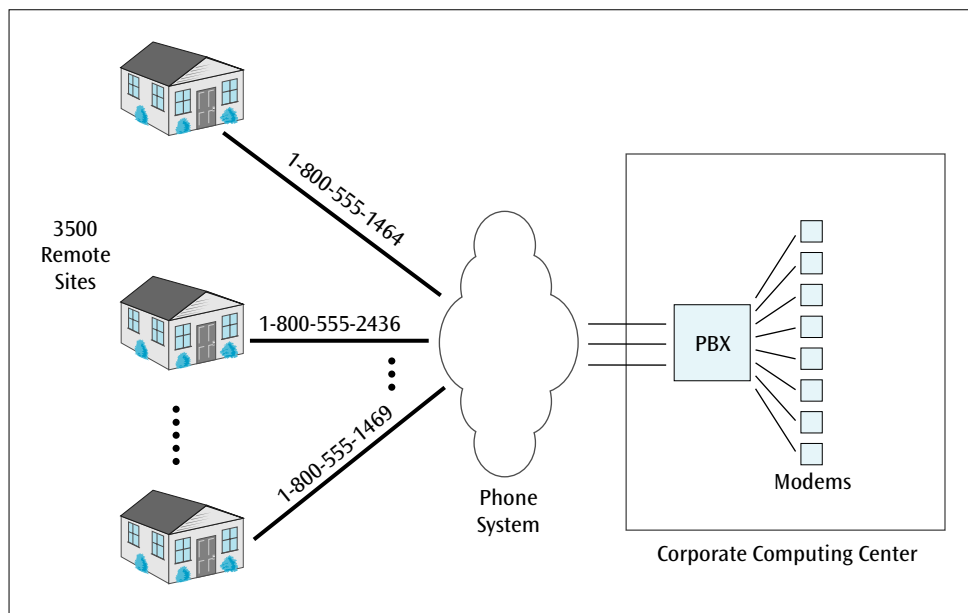 1-800-555-1464
3500
Remote
Sites
1-800-555-2436
PBX
1-800-555-1469
Modems
Phone
System
Corporate Computing Center